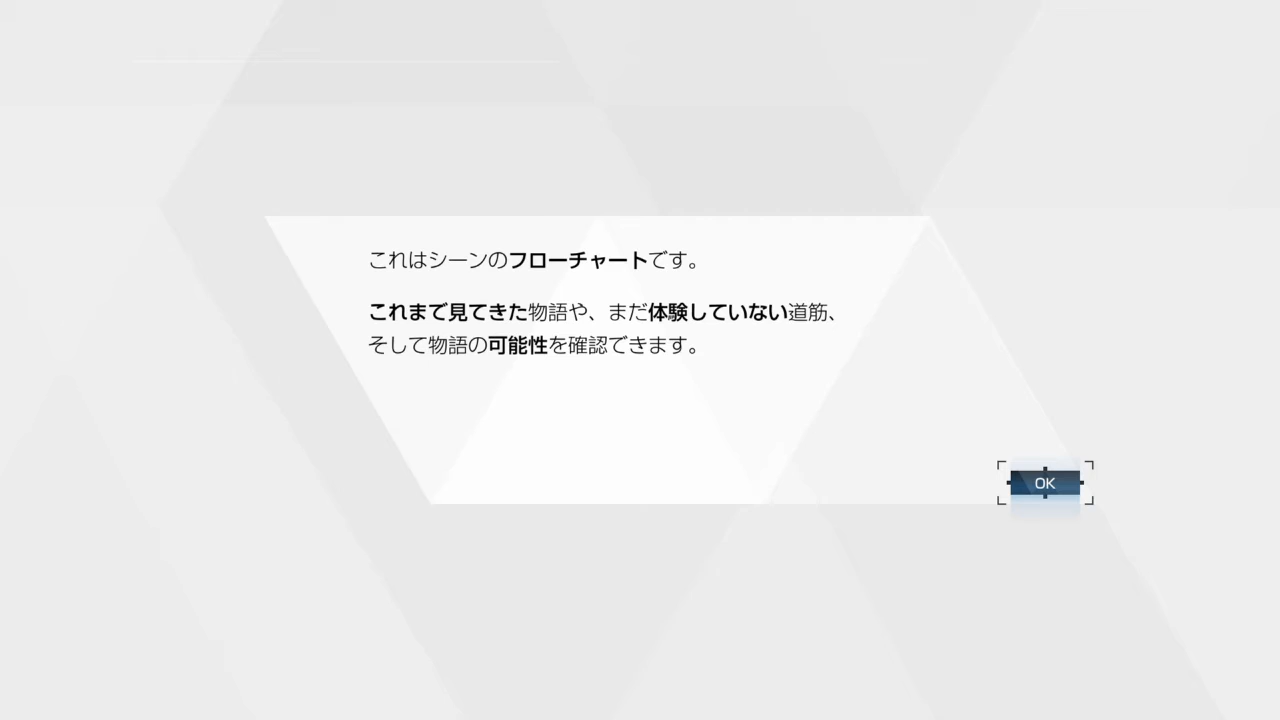 これはシーンのフローチャートです。
これまで見てきた物語や、まだ体験していない道筋、
そして物語の可能性を確認できます。
OK